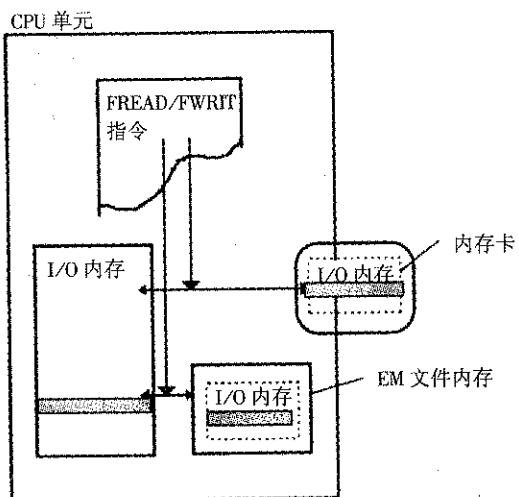 CPU 单元
FREAD/FWRIT
指令
I/O 内存
I/O 内存
内存卡
I/O 内存
EM 文件内存